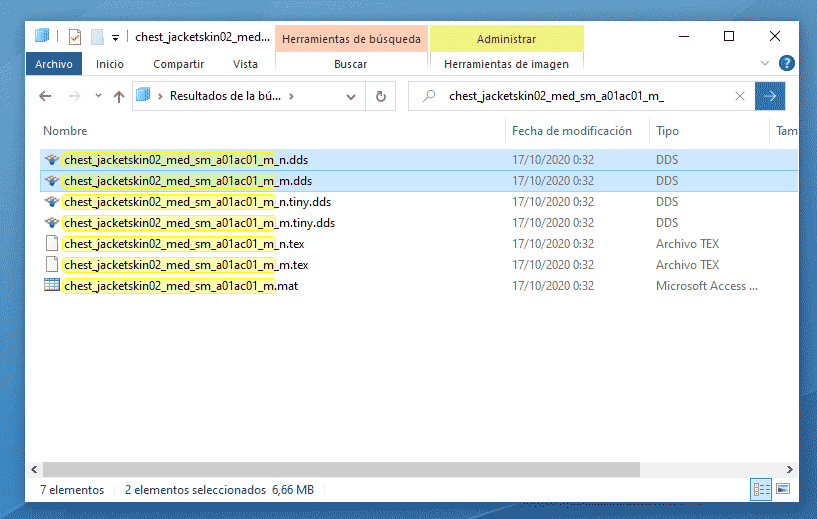 chest_jacketskin02_med... Herramientas de búsqueda Administrar
Archivo Inicio Compartir Vista Buscar Herramientas de imagen
Resultados de la bú... chest_jacketskin02_med_sm_a01ac01_m_
Nombre Fecha de modificación Tipo Tam
chest_jacketskin02_med_sm_a01ac01_m_n.dds 17/10/2020 0:32 DDS
chest_jacketskin02_med_sm_a01ac01_m_m.dds 17/10/2020 0:32 DDS
chest_jacketskin02_med_sm_a01ac01_m_n.tiny.dds 17/10/2020 0:32 DDS
chest_jacketskin02_med_sm_a01ac01_m_m.tiny.dds 17/10/2020 0:32 DDS
chest_jacketskin02_med_sm_a01ac01_m_n.tex 17/10/2020 0:32 Archivo TEX
chest_jacketskin02_med_sm_a01ac01_m_m.tex 17/10/2020 0:32 Archivo TEX
chest_jacketskin02_med_sm_a01ac01_m.mat 17/10/2020 0:32 Microsoft Access ...
7 elementos 2 elementos seleccionados 6,66 MB